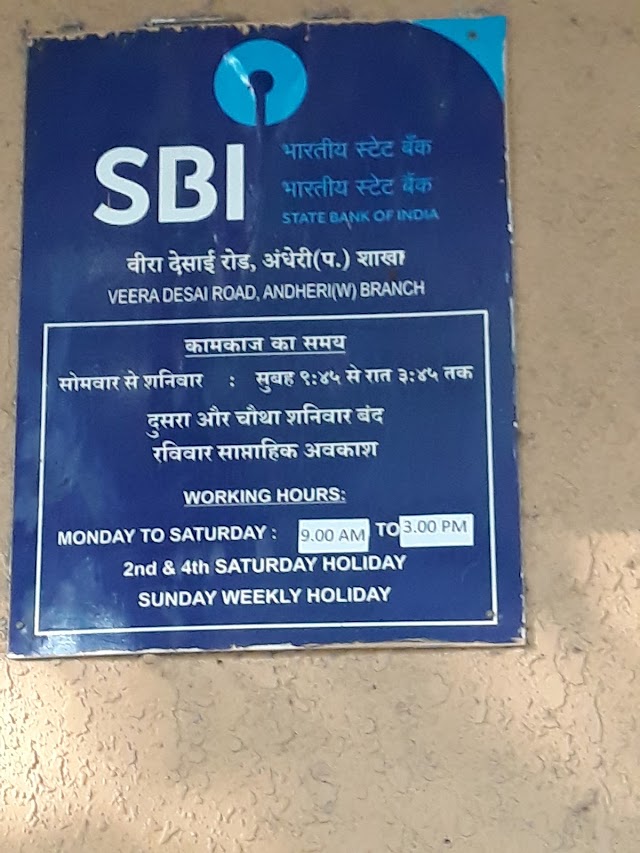 SBI
भारतीय स्टेट बँक
भारतीय स्टेट बैंक
STATE BANK OF INDIA
वीरा देसाई रोड, अंधेरी(प.) शाखा
VEERA DESAI ROAD, ANDHERI(W) BRANCH
कामकाज का समय
सोमवार से शनिवार : सुबह ९:४५ से रात ३:४५ तक
दुसरा और चौथा शनिवार बंद
रविवार साप्ताहिक अवकाश
WORKING HOURS:
MONDAY TO SATURDAY : 9.00 AM TO 3.00 PM
2nd & 4th SATURDAY HOLIDAY
SUNDAY WEEKLY HOLIDAY